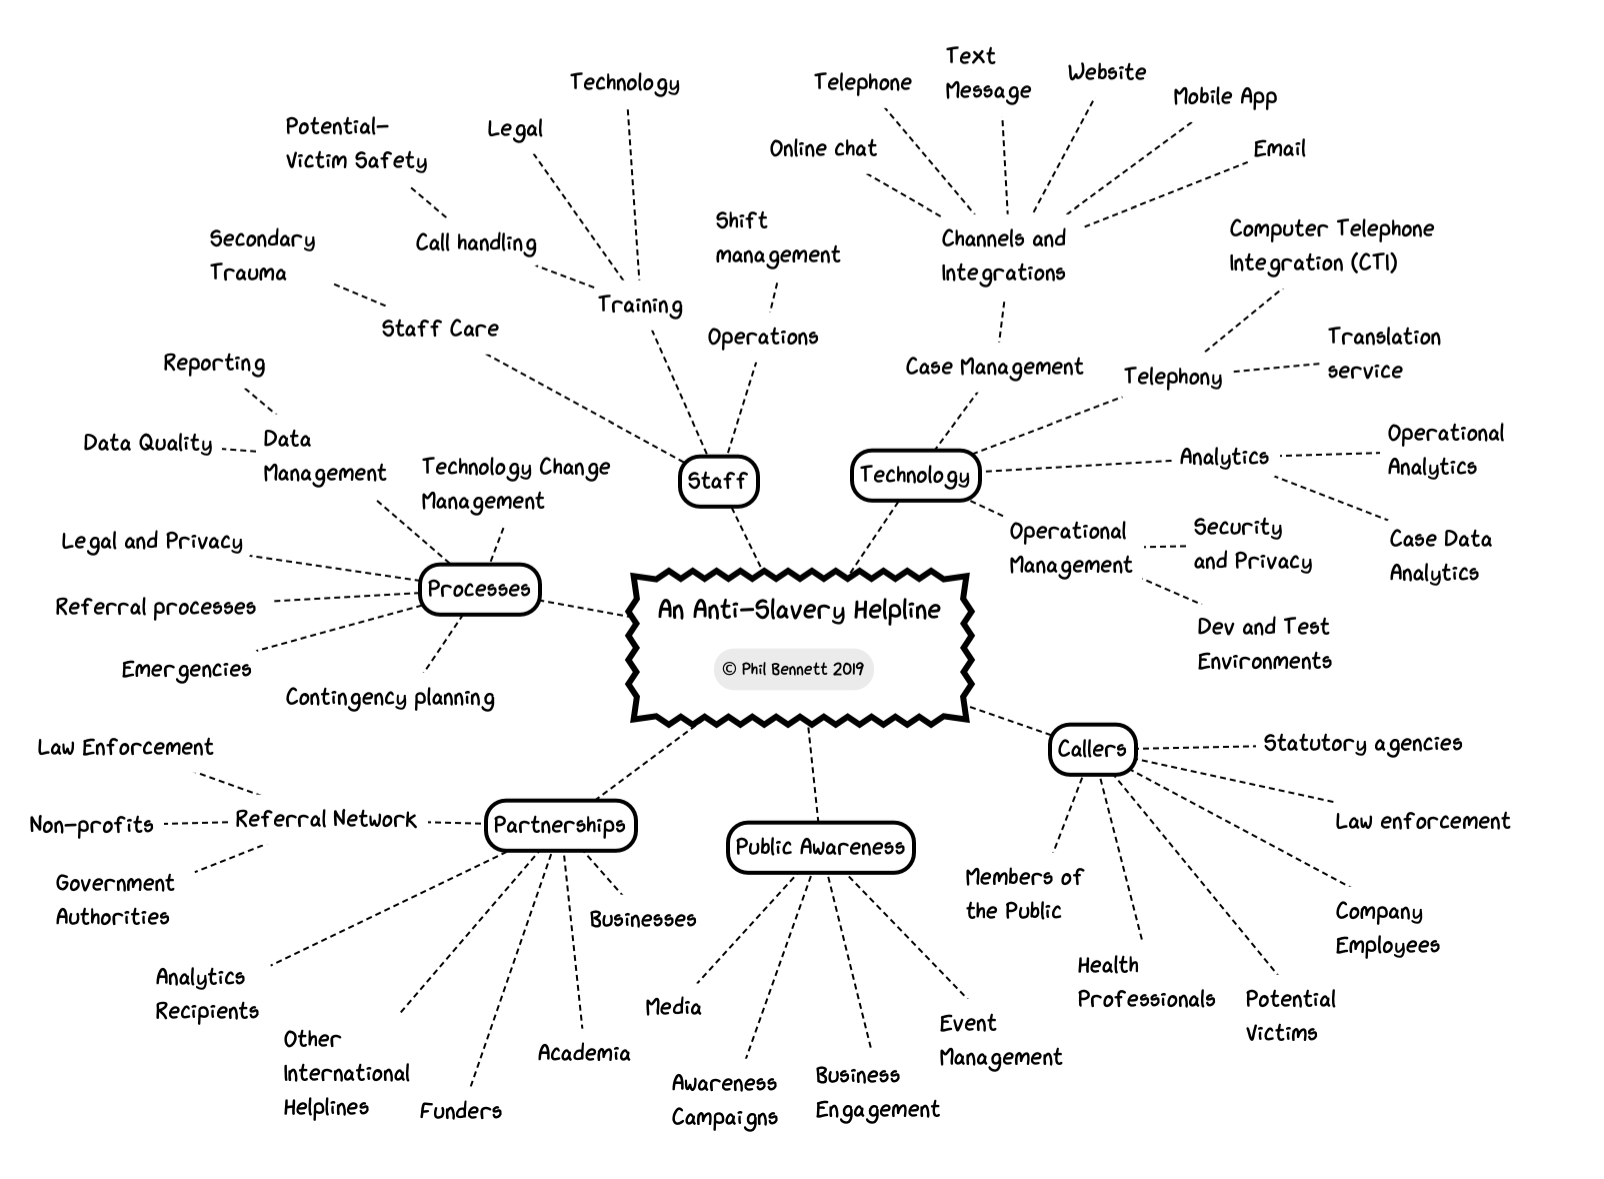 Technology
Legal
Potential-
Victim Safety
Call handling
Training
Secondary
Trauma
Staff Care
Shift
management
Operations
Staff
Telephone
Text
Message
Website
Mobile App
Email
Online chat
Channels and
Integrations
Case Management
Computer Telephone
Integration (CTI)
Translation
service
Telephony
Technology
Analytics
Operational
Analytics
Case Data
Analytics
Operational
Management
Security
and Privacy
Dev and Test
Environments
Reporting
Data Quality
Data
Management
Technology Change
Management
Legal and Privacy
Referral processes
Emergencies
Contingency planning
Processes
An Anti-Slavery Helpline
© Phil Bennett 2019
Law Enforcement
Non-profits
Referral Network
Government
Authorities
Partnerships
Analytics
Recipients
Other
International
Helplines
Funders
Academia
Businesses
Public Awareness
Media
Awareness
Campaigns
Business
Engagement
Event
Management
Callers
Statutory agencies
Law enforcement
Company
Employees
Potential
Victims
Health
Professionals
Members of
the Public